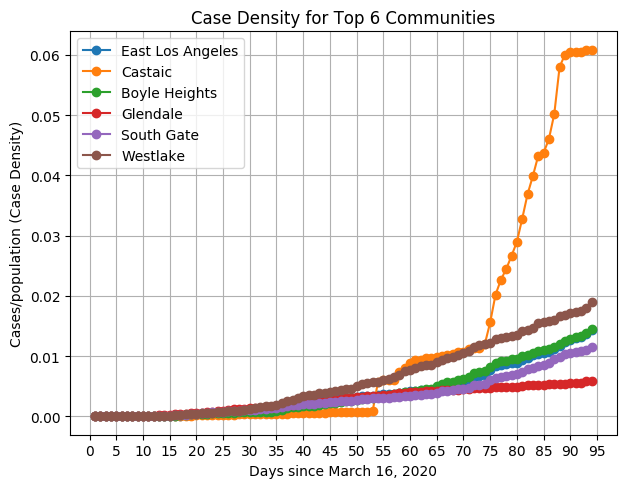 Case Density for Top 6 Communities
East Los Angeles
Castaic
Boyle Heights
Glendale
South Gate
Westlake
Cases/population (Case Density)
0.06
0.05
0.04
0.03
0.02
0.01
0.00
0 5 10 15 20 25 30 35 40 45 50 55 60 65 70 75 80 85 90 95
Days since March 16, 2020